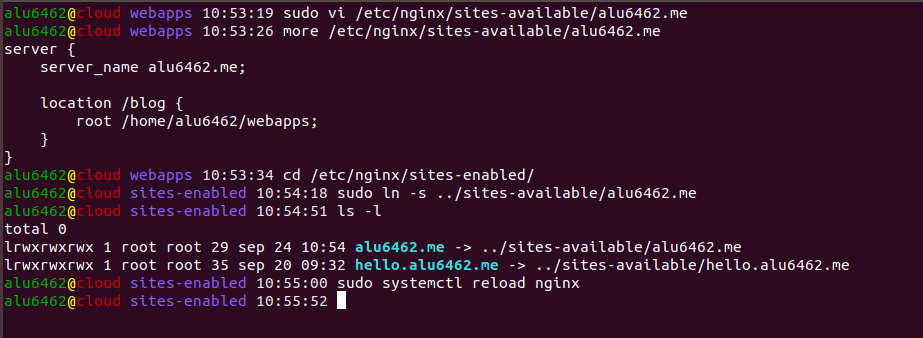 alu6462@cloud webapps 10:53:19 sudo vi /etc/nginx/sites-available/alu6462.me
alu6462@cloud webapps 10:53:26 more /etc/nginx/sites-available/alu6462.me
server {
    server_name alu6462.me;

    location /blog {
        root /home/alu6462/webapps;
    }
}
alu6462@cloud webapps 10:53:34 cd /etc/nginx/sites-enabled/
alu6462@cloud sites-enabled 10:54:18 sudo ln -s ../sites-available/alu6462.me
alu6462@cloud sites-enabled 10:54:51 ls -l
total 0
lrwxrwxrwx 1 root root 29 sep 24 10:54 alu6462.me -> ../sites-available/alu6462.me
lrwxrwxrwx 1 root root 35 sep 20 09:32 hello.alu6462.me -> ../sites-available/hello.alu6462.me
alu6462@cloud sites-enabled 10:55:00 sudo systemctl reload nginx
alu6462@cloud sites-enabled 10:55:52